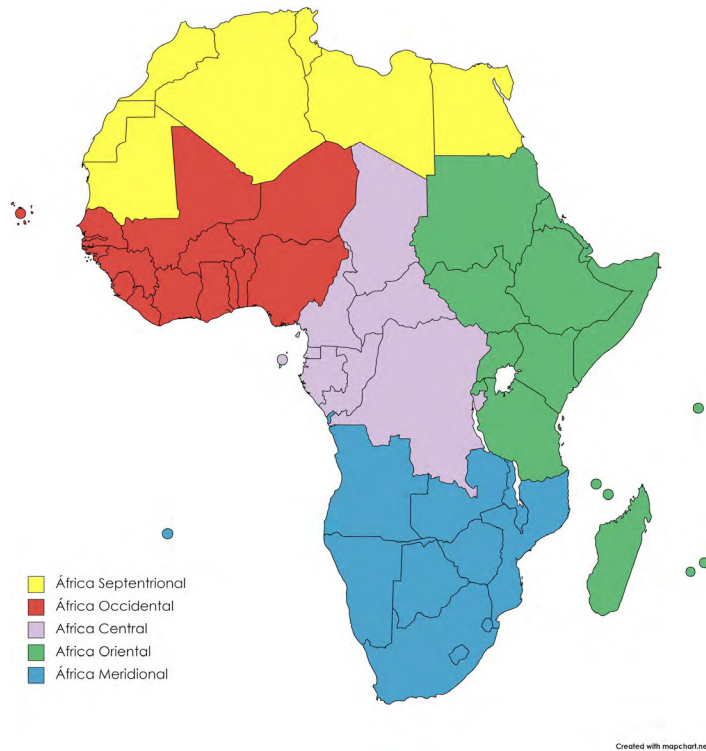 África Septentrional
África Occidental
Africa Central
Africa Oriental
África Meridional
Created with mapchart.ne